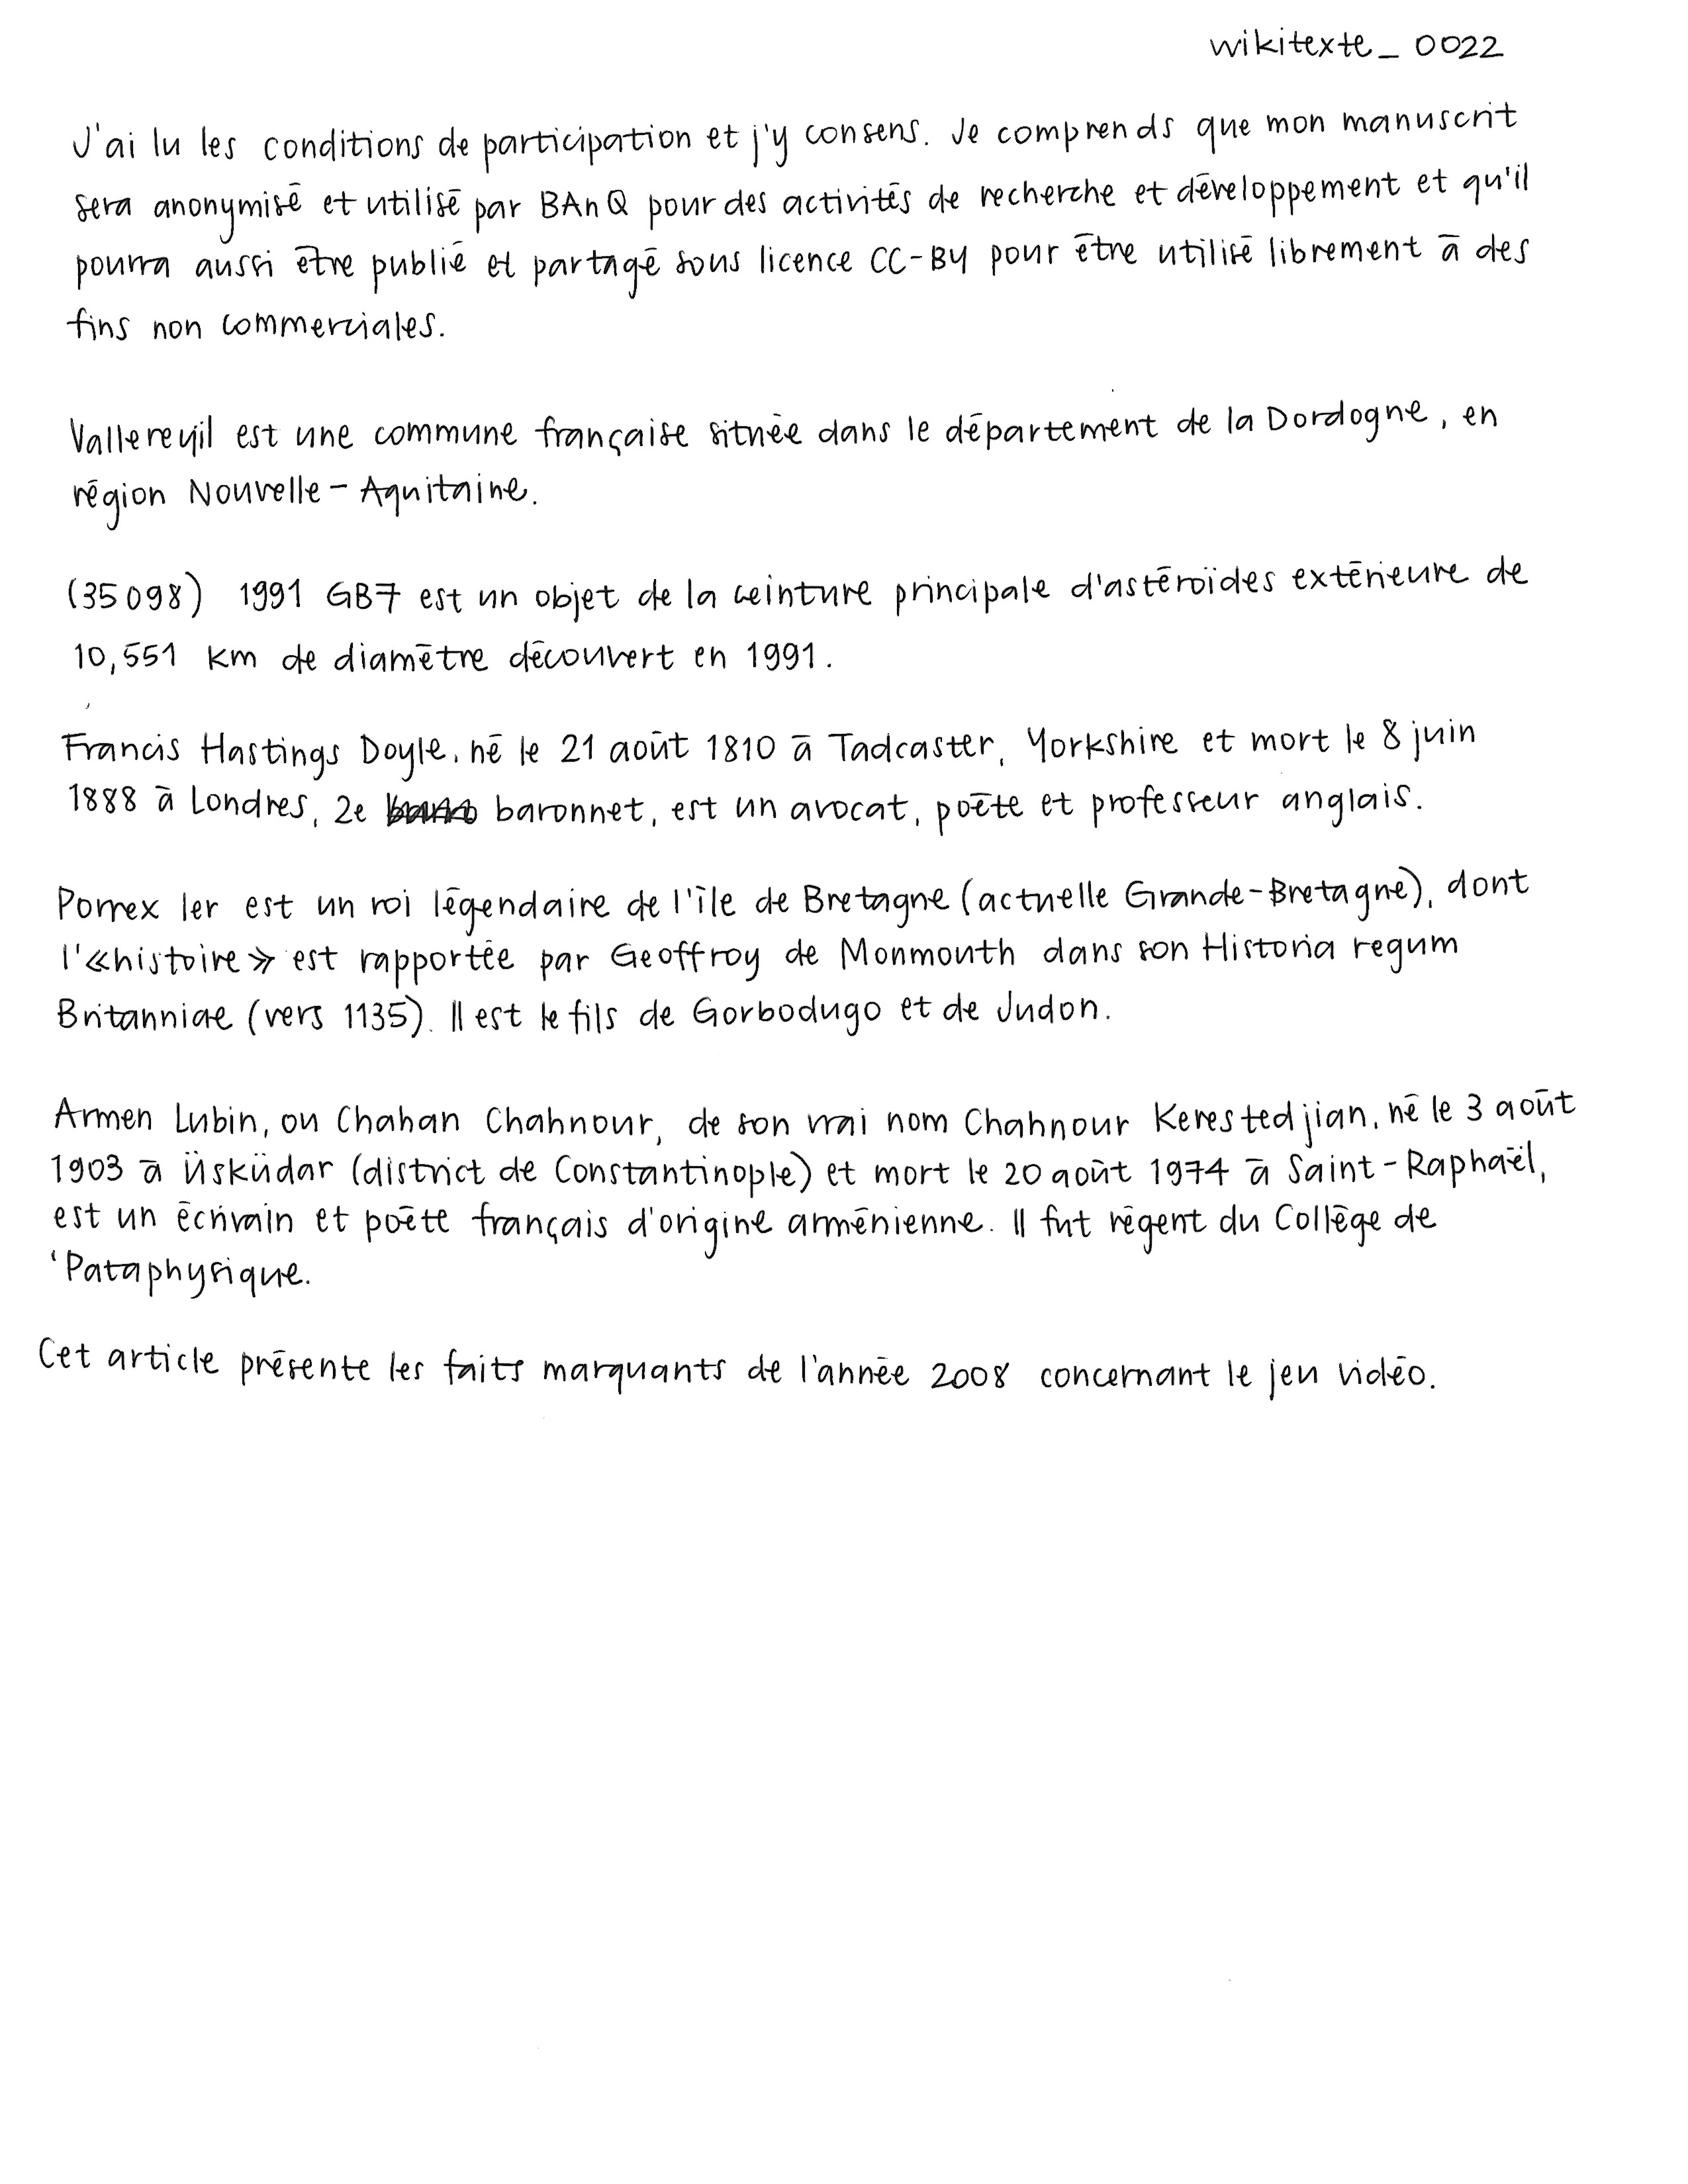 wikitexte_0022
J'ai lu les conditions de participation et j'y consens. Je comprends que mon manuscrit
sera anonymisé et utilisé par BAnQ pour des activités de recherche et développement et qu'il
pourra aussi être publié et partagé sous licence CC-BY pour être utilisé librement à des
fins non commerciales.
Vallereuil est une commune française située dans le département de la Dordogne, en
région Nouvelle-Aquitaine.
(35098) 1991 GB7 est un objet de la ceinture principale d'astéroïdes extérieure de
10,551 km de diamètre découvert en 1991.
Francis Hastings Doyle, né le 21 août 1810 à Tadcaster, Yorkshire et mort le 8 juin
1888 à Londres, 2e baronnet, est un avocat, poète et professeur anglais.
Porrex Ier est un roi légendaire de l'île de Bretagne (actuelle Grande-Bretagne), dont
l'«histoire» est rapportée par Geoffroy de Monmouth dans son Historia regum
Britanniae (vers 1135). Il est le fils de Gorbodugo et de Judon.
Armen Lubin, ou Chahan Chahnour, de son vrai nom Chahnour Kerestedjian, né le 3 août
1903 à Üsküdar (district de Constantinople) et mort le 20 août 1974 à Saint-Raphaël,
est un écrivain et poète français d'origine arménienne. Il fut régent du Collège de
'Pataphysique.
Cet article présente les faits marquants de l'année 2008 concernant le jeu vidéo.